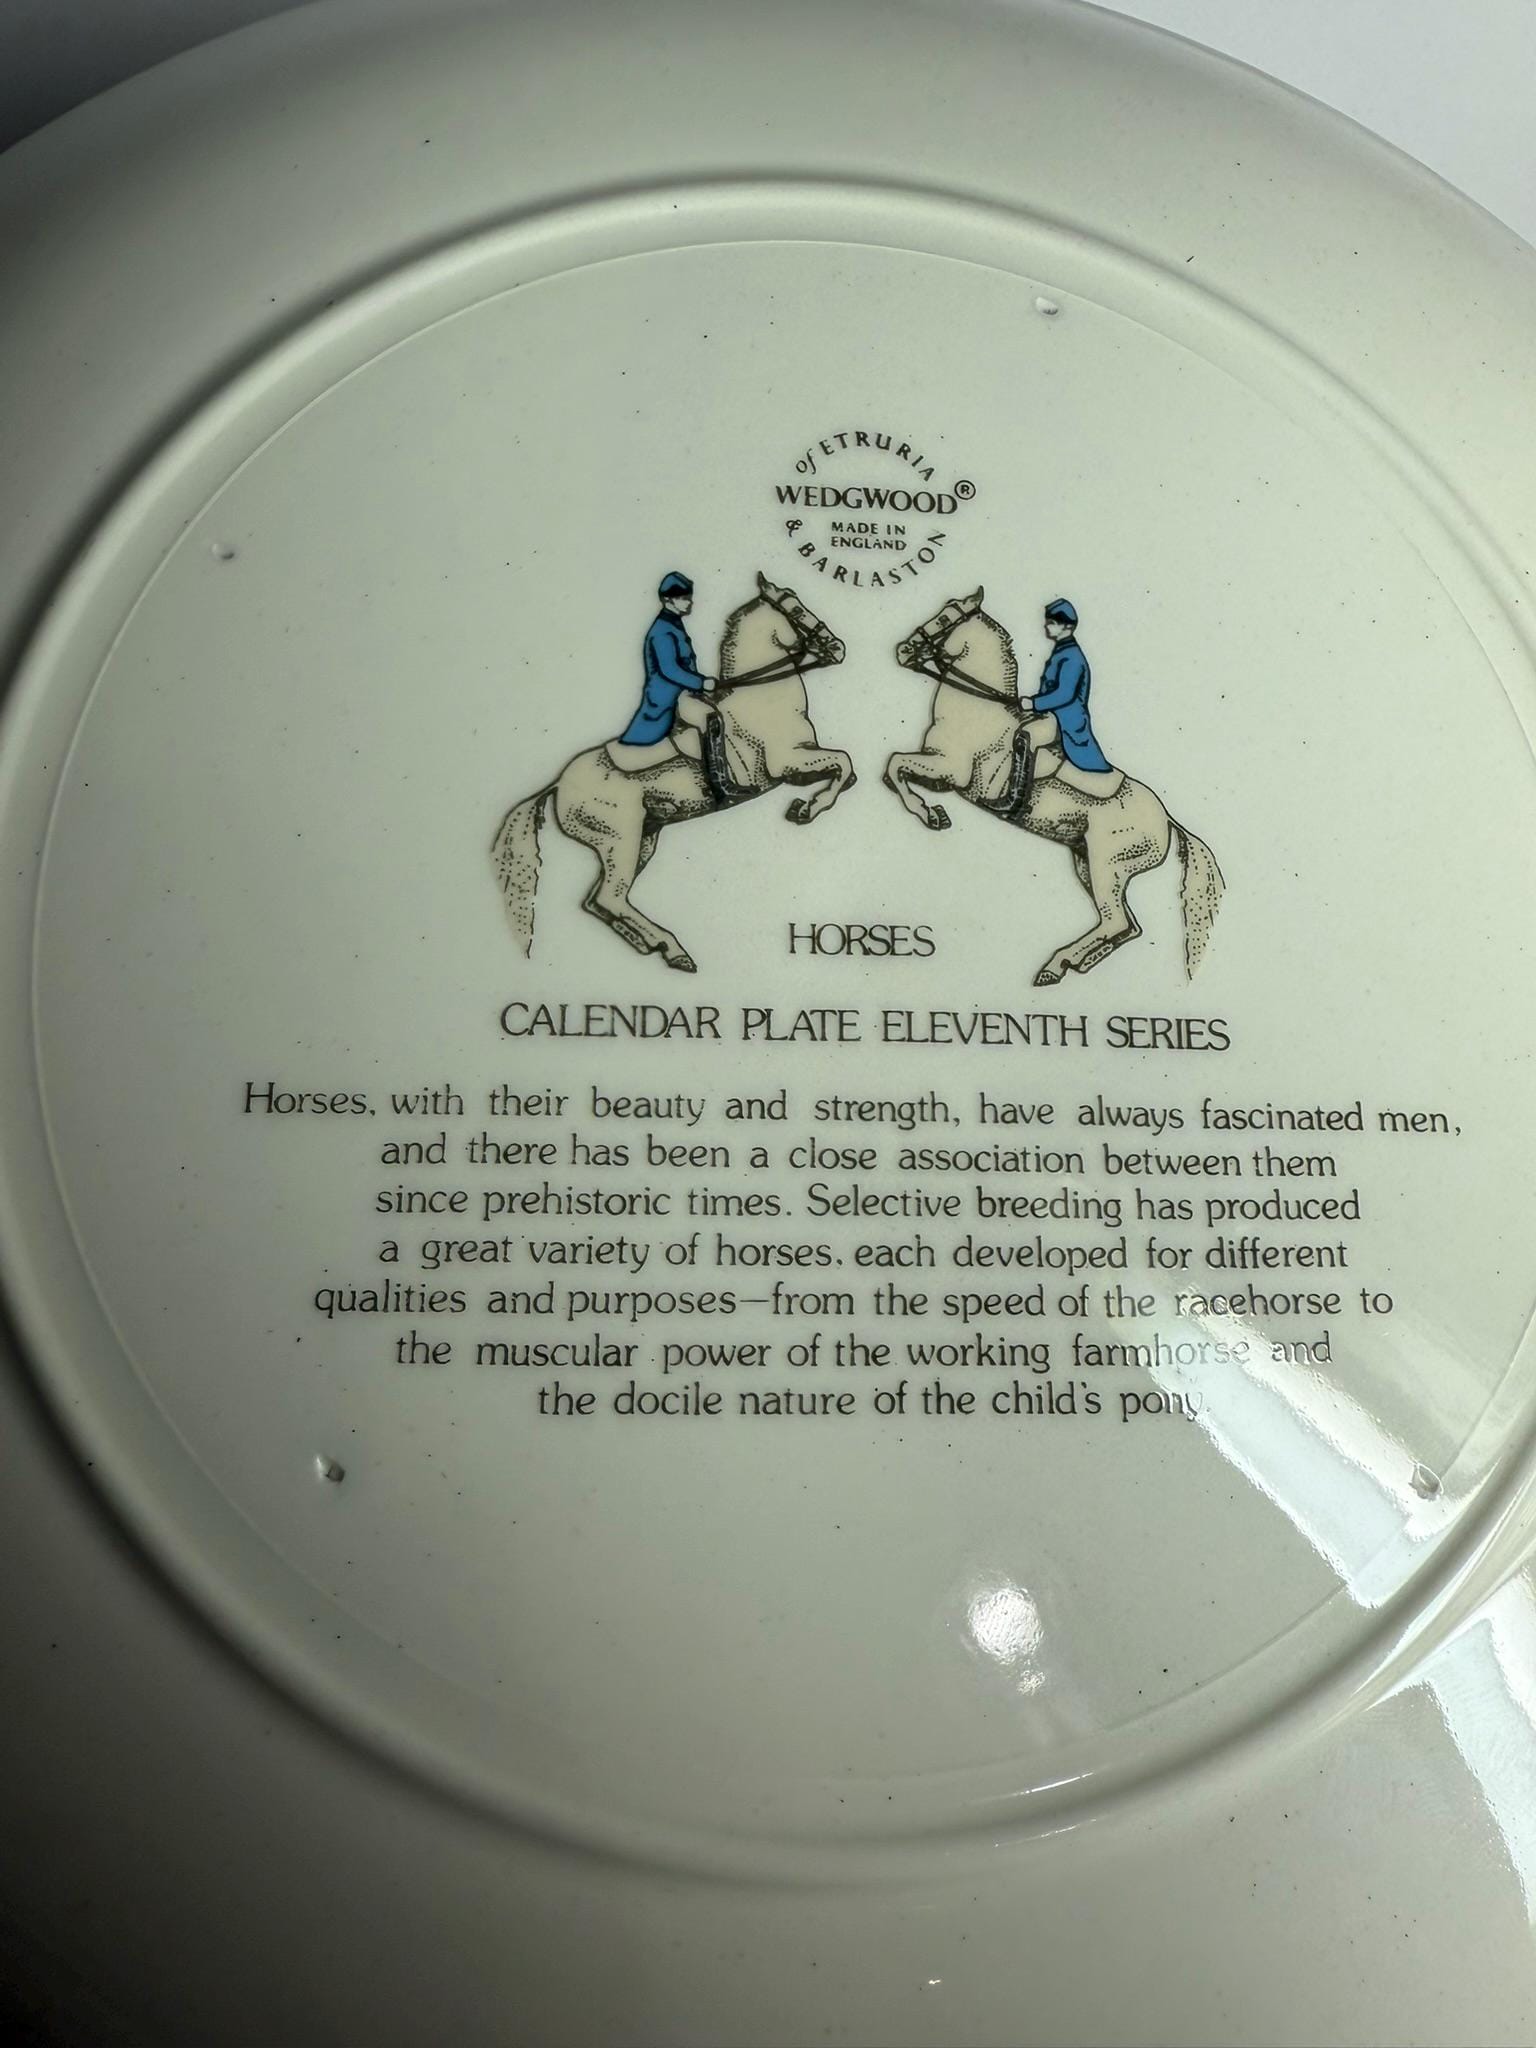 of ETRURIA
WEDGWOOD®
MADE IN
ENGLAND
& BARLASTON
HORSES
CALENDAR PLATE ELEVENTH SERIES
Horses, with their beauty and strength, have always fascinated men,
and there has been a close association between them
since prehistoric times. Selective breeding has produced
a great variety of horses, each developed for different
qualities and purposes—from the speed of the racehorse to
the muscular power of the working farmhorse and
the docile nature of the child's pony